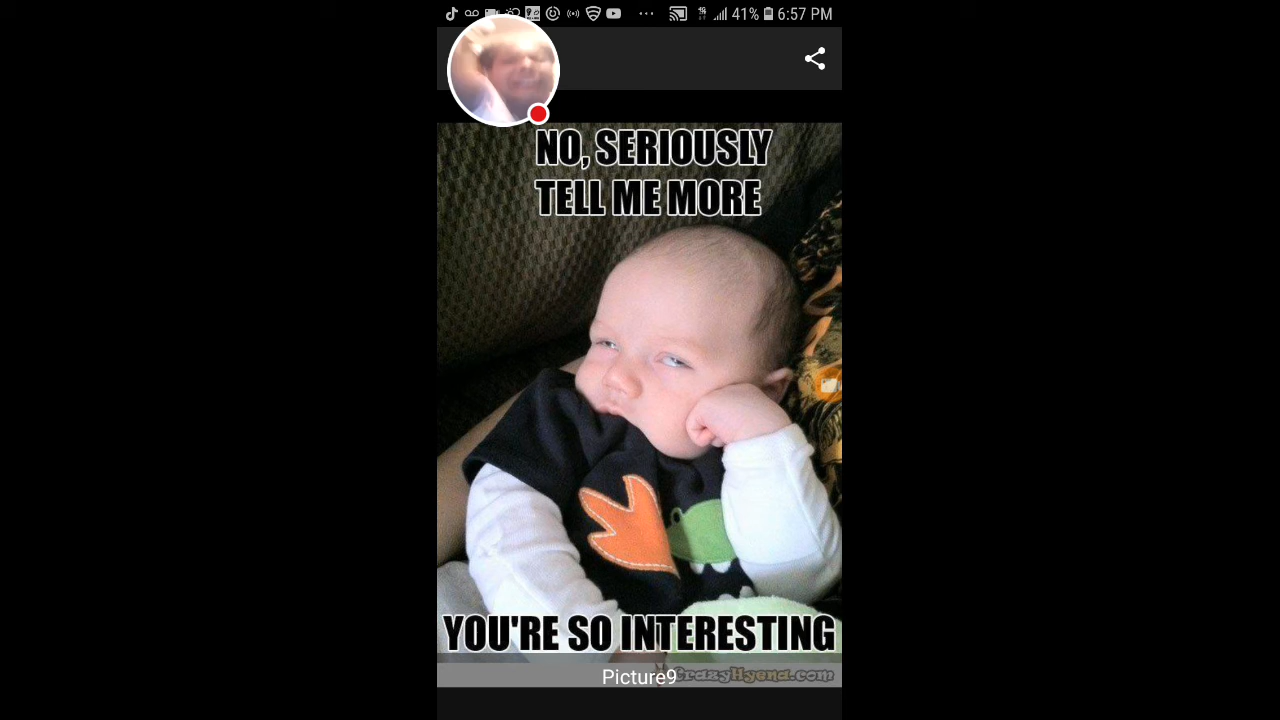 41% 6:57 PM
NO, SERIOUSLY
TELL ME MORE
YOU'RE SO INTERESTING
Picture9
CrazyHyena.com